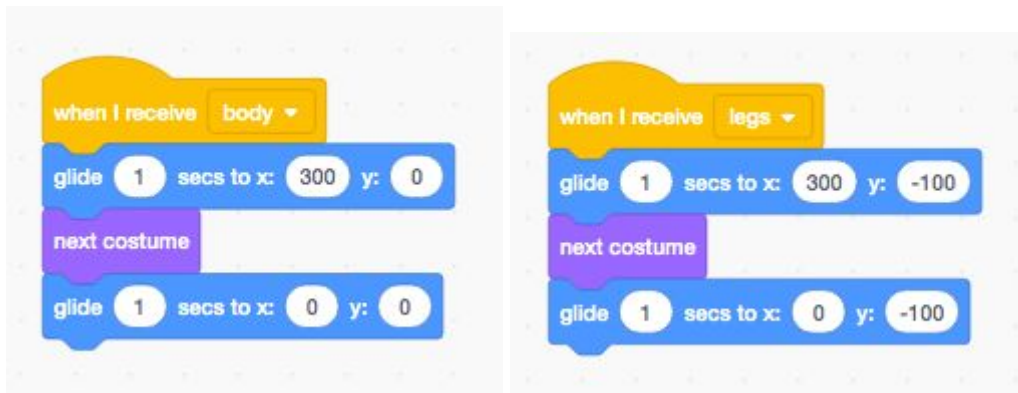 when I receive body
glide 1 secs to x: 300 y: 0
next costume
glide 1 secs to x: 0 y: 0
when I receive legs
glide 1 secs to x: 300 y: -100
next costume
glide 1 secs to x: 0 y: -100